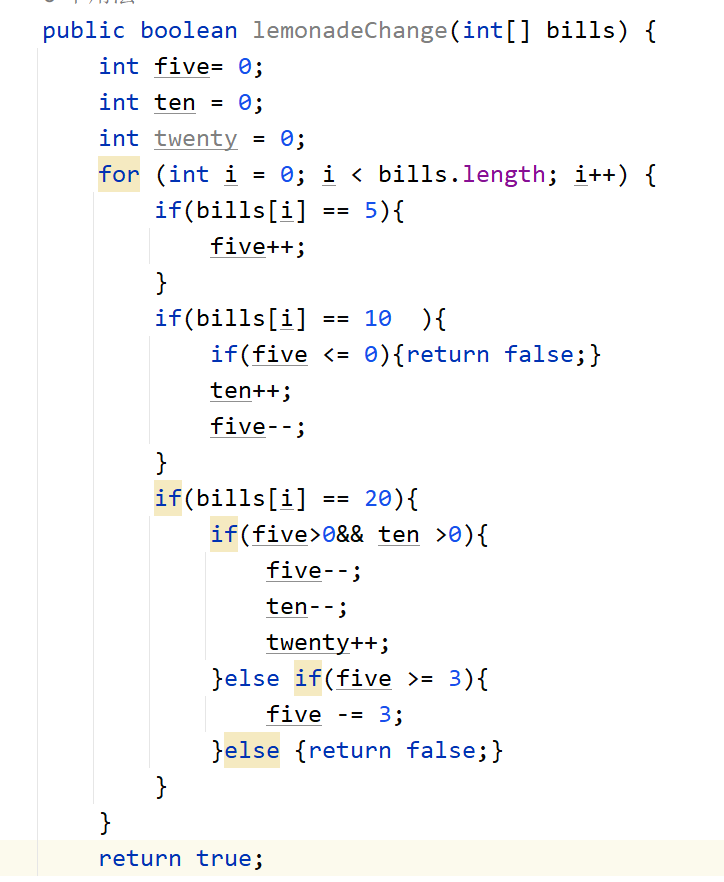 public boolean lemonadeChange(int[] bills) {
    int five= 0;
    int ten = 0;
    int twenty = 0;
    for (int i = 0; i < bills.length; i++) {
        if(bills[i] == 5){
            five++;
        }
        if(bills[i] == 10  ){
            if(five <= 0){return false;}
            ten++;
            five--;
        }
        if(bills[i] == 20){
            if(five>0&& ten >0){
                five--;
                ten--;
                twenty++;
            }else if(five >= 3){
                five -= 3;
            }else {return false;}
        }
    }
    return true;